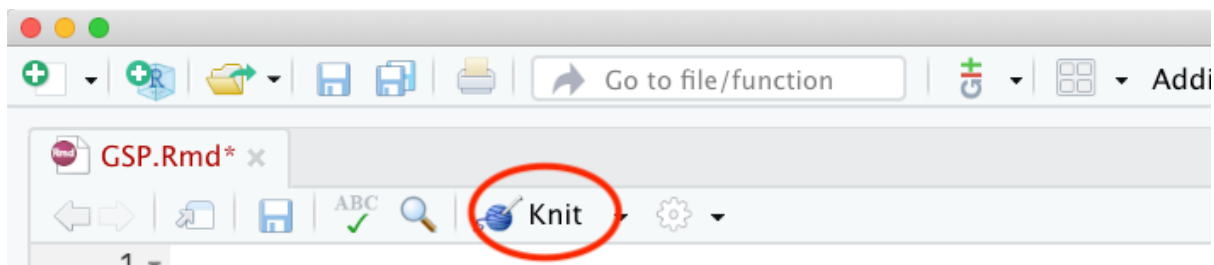 Go to file/function
Addi
GSP.Rmd*
ABC
Knit
1